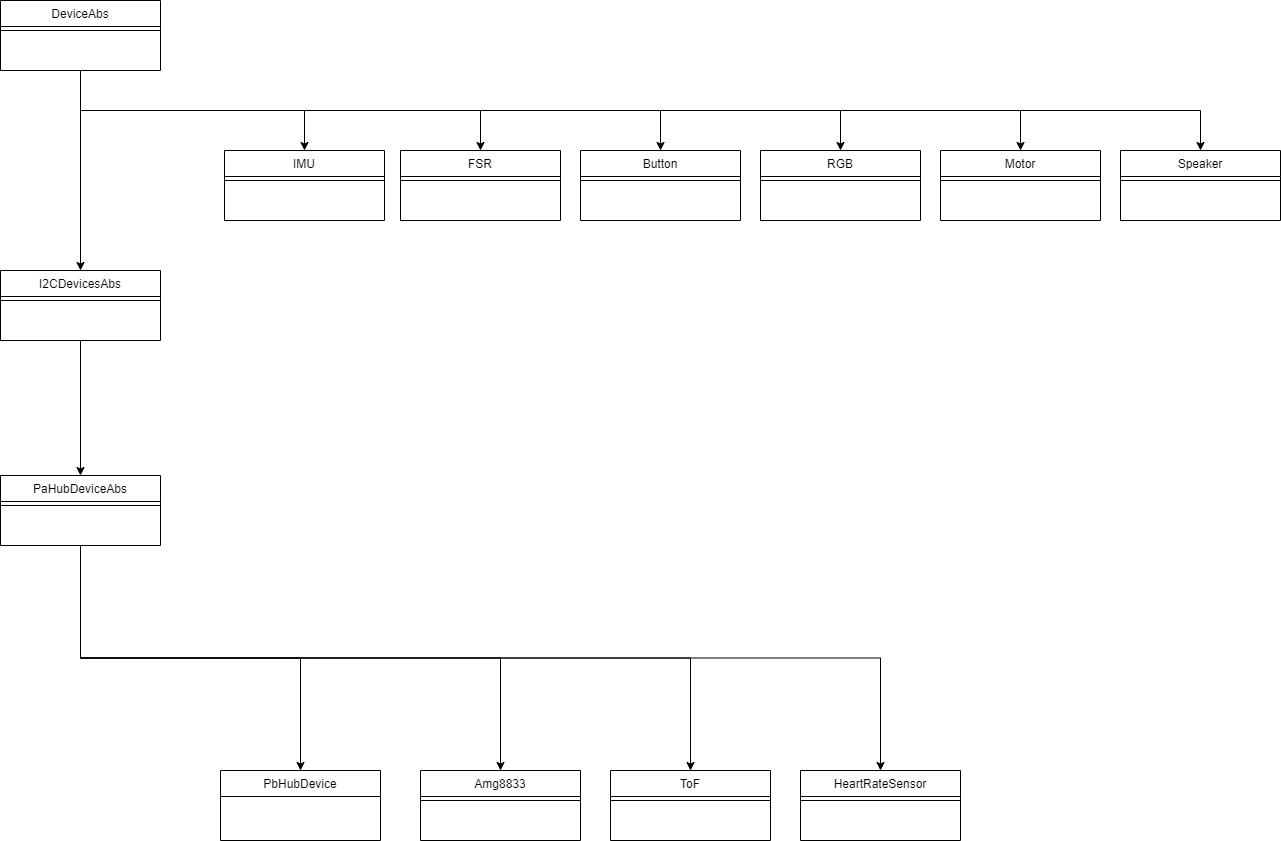 DeviceAbs
IMU
FSR
Button
RGB
Motor
Speaker
I2CDevicesAbs
PaHubDeviceAbs
PbHubDevice
Amg8833
ToF
HeartRateSensor